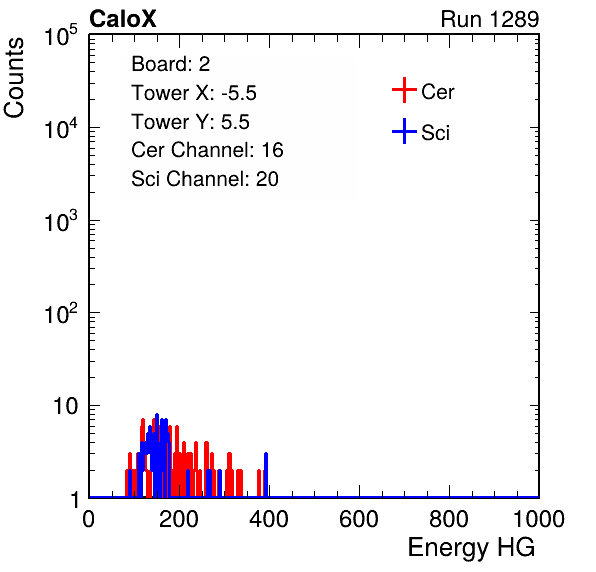 CaloX Run 1289
Counts
10^5
10^4
10^3
10^2
10
1
Board: 2
Tower X: -5.5
Tower Y: 5.5
Cer Channel: 16
Sci Channel: 20
Cer
Sci
0 200 400 600 800 1000
Energy HG